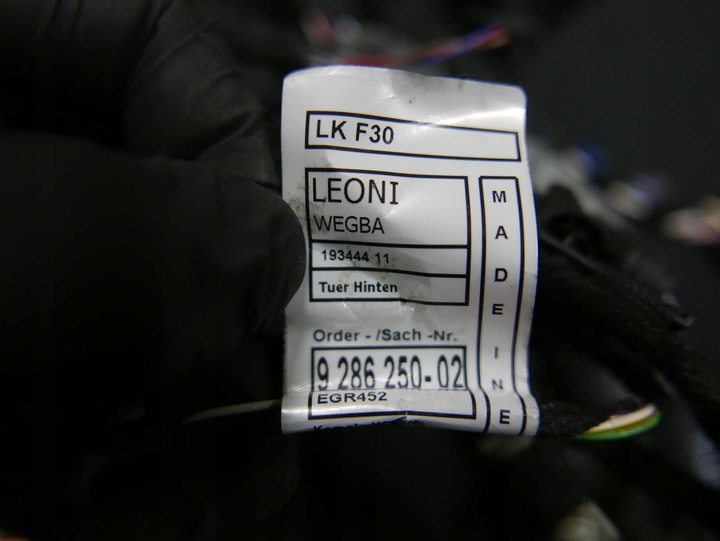 LK F30
LEONI
WEGBA
193444 11
Tuer Hinten
Order - /Sach -Nr.
9 286 250-02
EGR452
MADE IN E